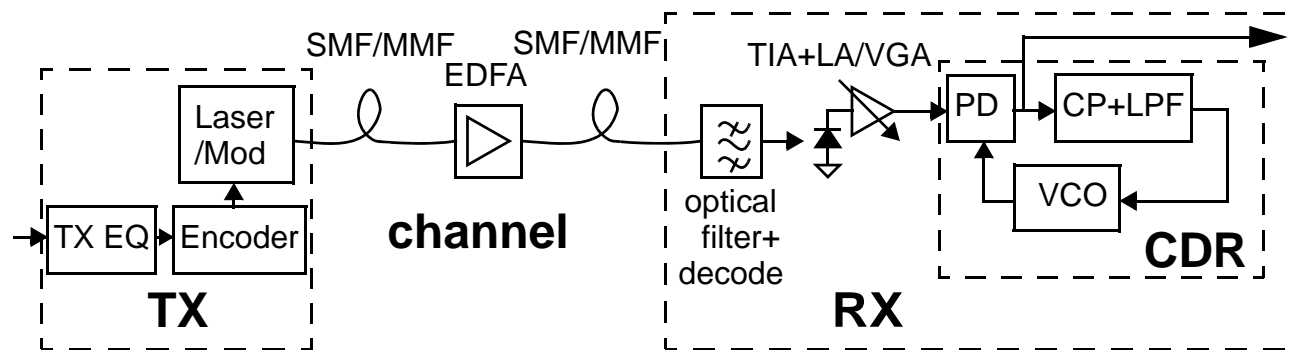 SMF/MMF
SMF/MMF
EDFA
TIA+LA/VGA
Laser
/Mod
PD
CP+LPF
VCO
optical
filter+
decode
TX EQ
Encoder
channel
CDR
TX
RX